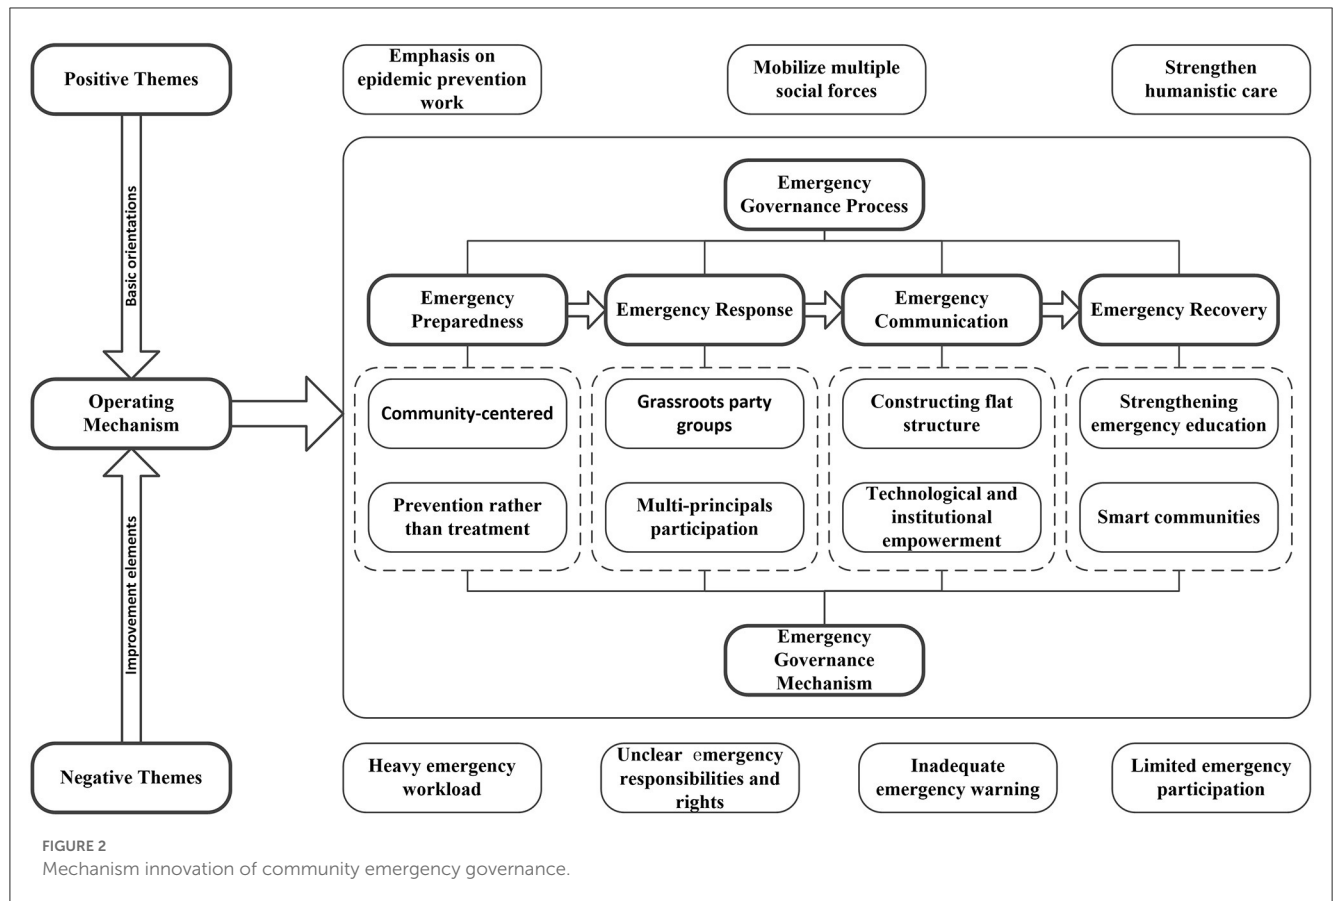 Positive Themes
Emphasis on
epidemic prevention
work
Mobilize multiple
social forces
Strengthen
humanistic care
Basic orientations
Emergency
Governance Process
Emergency
Preparedness
Emergency Response
Emergency
Communication
Emergency Recovery
Operating
Mechanism
Community-centered
Grassroots party
groups
Constructing flat
structure
Strengthening
emergency education
Prevention rather
than treatment
Multi-principals
participation
Technological and
institutional
empowerment
Smart communities
Improvement elements
Emergency
Governance
Mechanism
Negative Themes
Heavy emergency
workload
Unclear emergency
responsibilities and
rights
Inadequate
emergency warning
Limited emergency
participation
FIGURE 2
Mechanism innovation of community emergency governance.